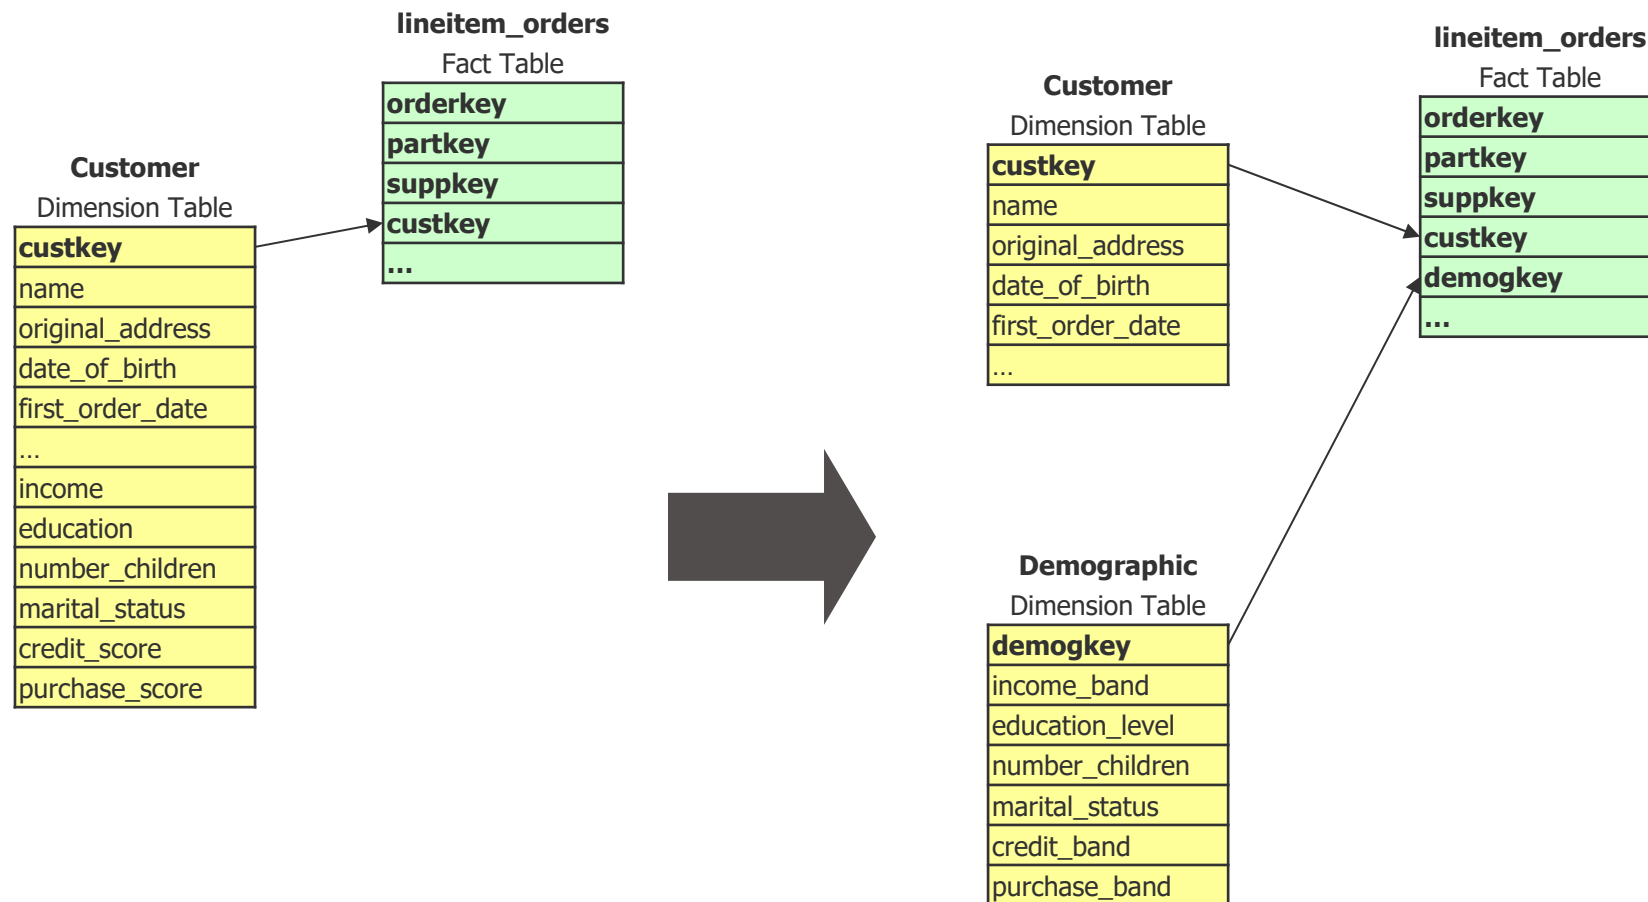 lineitem_orders
Fact Table
orderkey
partkey
suppkey
custkey
...
Customer
Dimension Table
custkey
name
original_address
date_of_birth
first_order_date
...
income
education
number_children
marital_status
credit_score
purchase_score
Customer
Dimension Table
custkey
name
original_address
date_of_birth
first_order_date
...
lineitem_orders
Fact Table
orderkey
partkey
suppkey
custkey
demogkey
...
Demographic
Dimension Table
demogkey
income_band
education_level
number_children
marital_status
credit_band
purchase_band